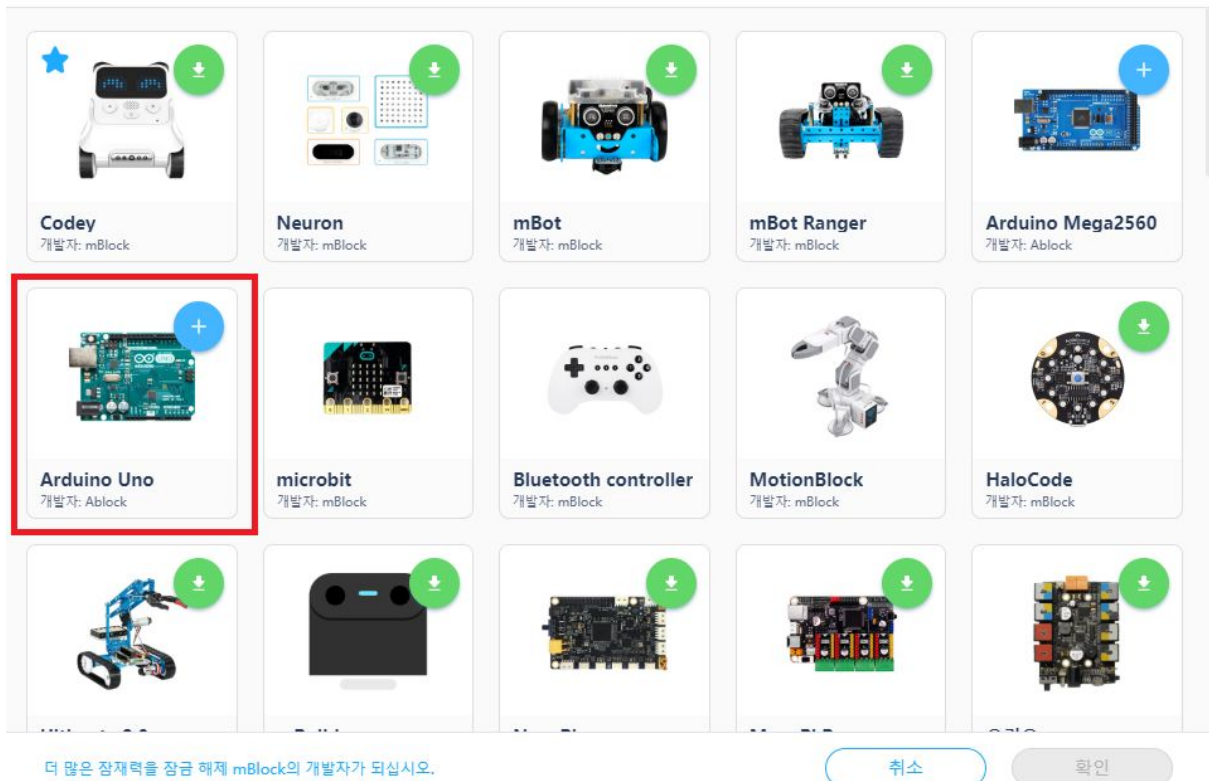 Codey
개발자: mBlock
Neuron
개발자: mBlock
mBot
개발자: mBlock
mBot Ranger
개발자: mBlock
Arduino Mega2560
개발자: Ablock
Arduino Uno
개발자: Ablock
microbit
개발자: mBlock
Bluetooth controller
개발자: mBlock
MotionBlock
개발자: mBlock
HaloCode
개발자: mBlock
더 많은 잠재력을 잠금 해제 mBlock의 개발자가 되십시오.
취소
확인